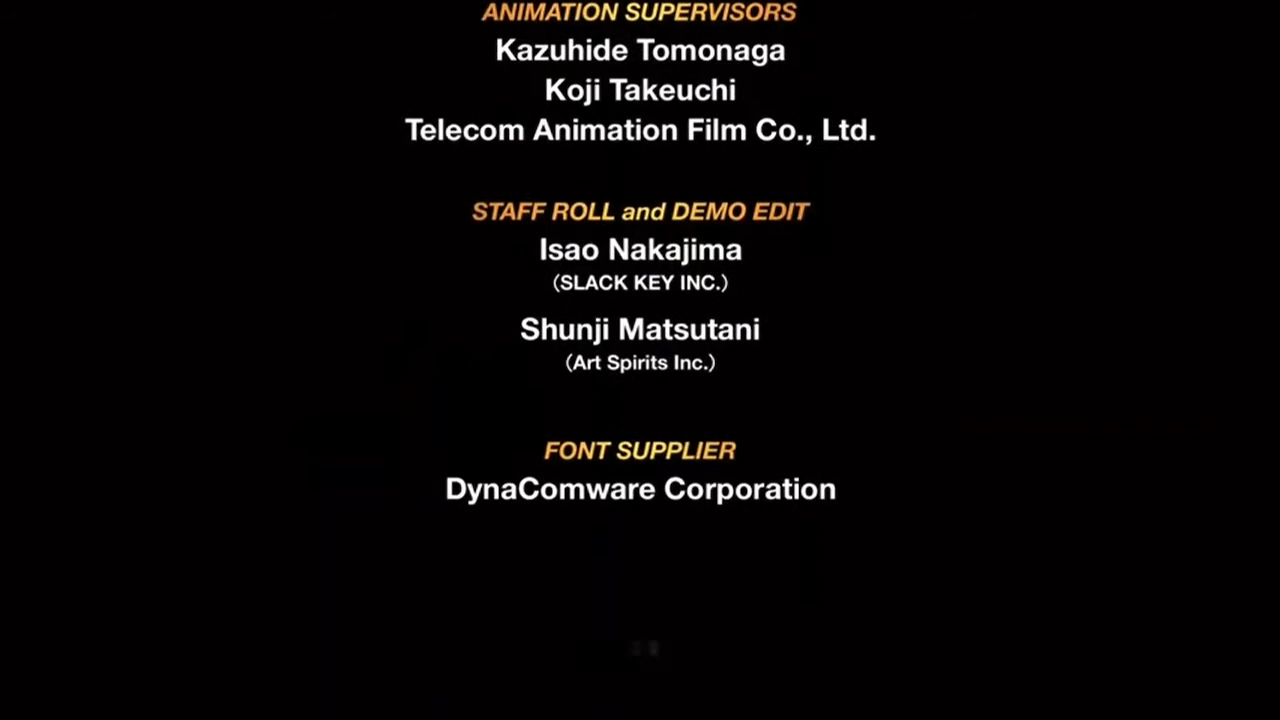 ANIMATION SUPERVISORS
Kazuhide Tomonaga
Koji Takeuchi
Telecom Animation Film Co., Ltd.
STAFF ROLL and DEMO EDIT
Isao Nakajima
(SLACK KEY INC.)
Shunji Matsutani
(Art Spirits Inc.)
FONT SUPPLIER
DynaComware Corporation